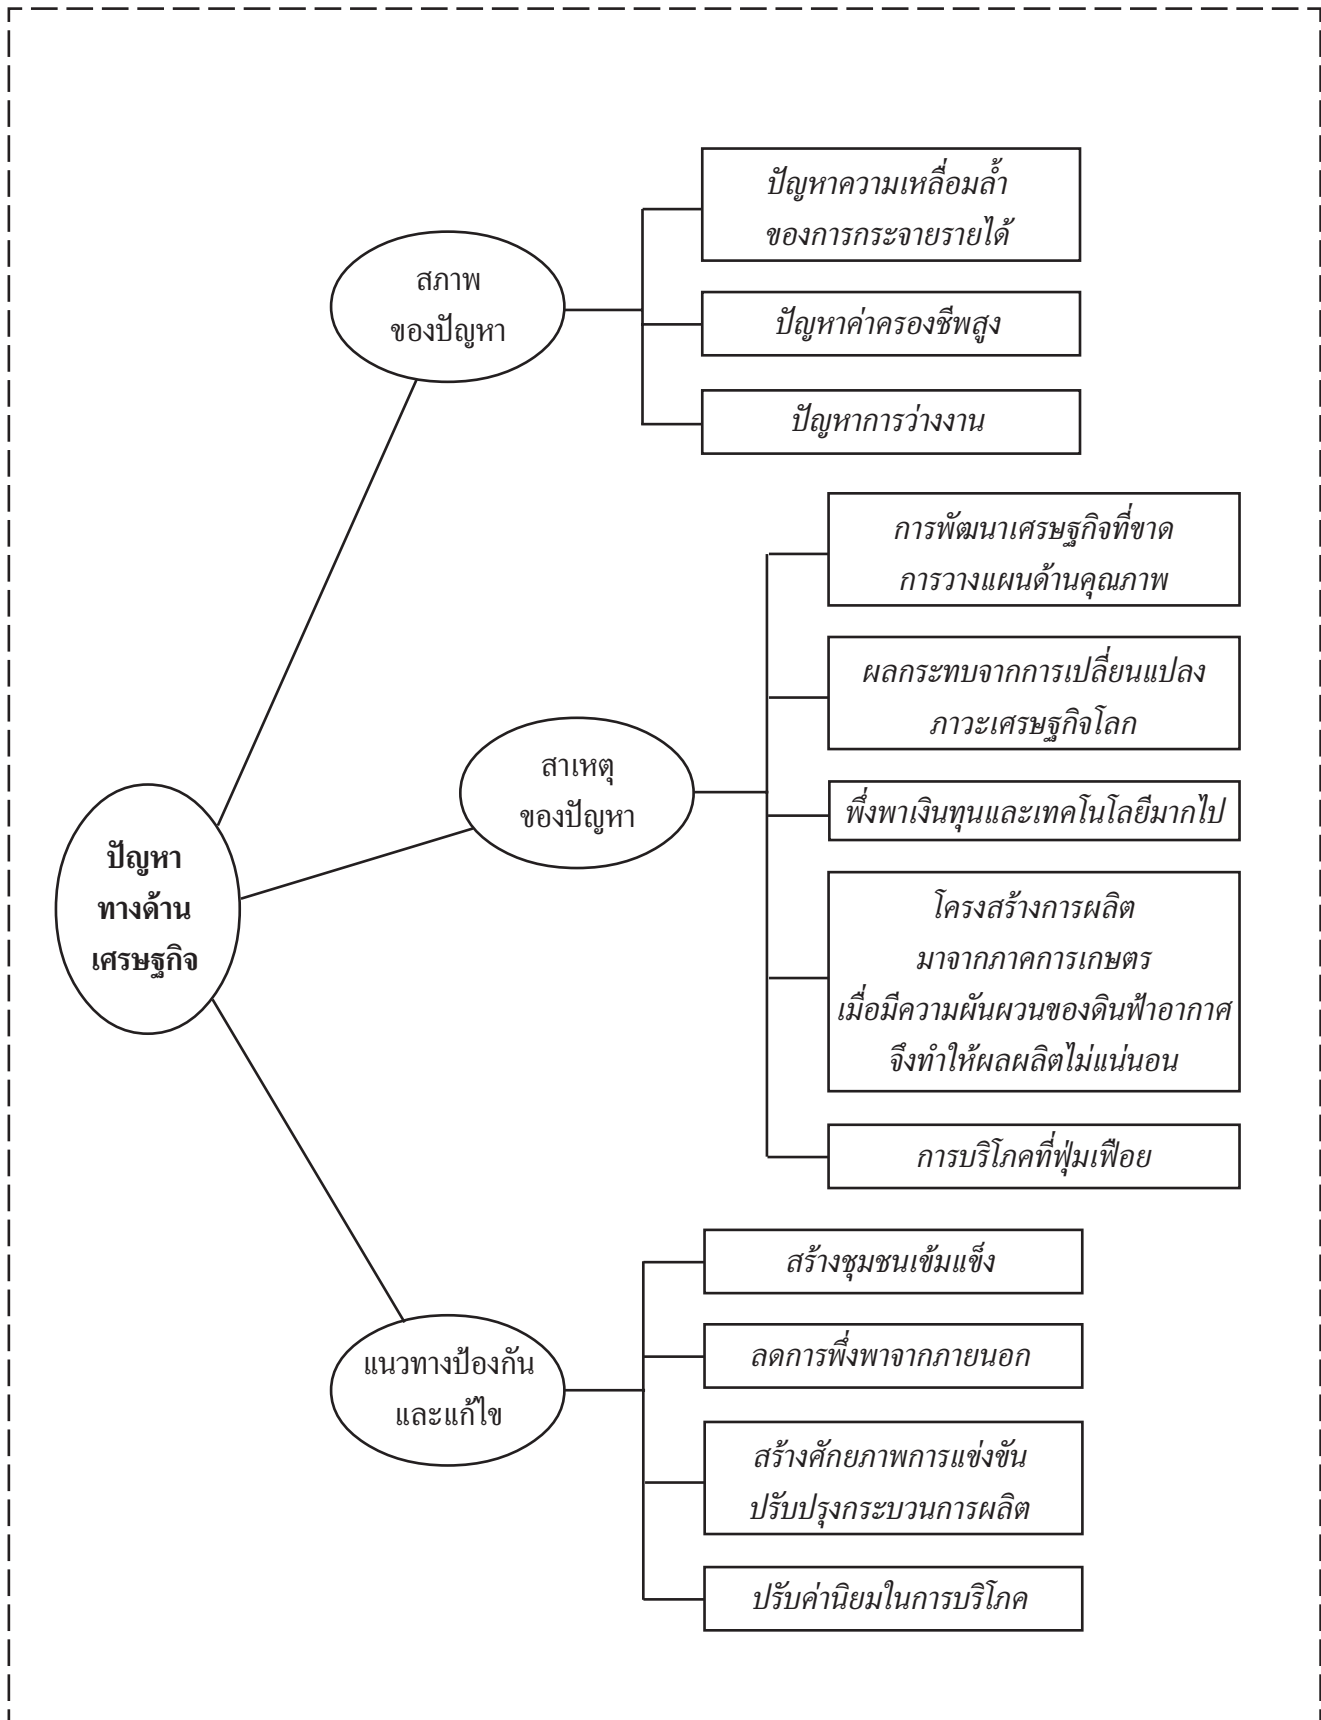 ปัญหาความเหลื่อมล้ำ
ของการกระจายรายได้
สภาพ
ของปัญหา
ปัญหาค่าครองชีพสูง
ปัญหาการว่างงาน
การพัฒนาเศรษฐกิจที่ขาด
การวางแผนด้านคุณภาพ
ผลกระทบจากการเปลี่ยนแปลง
ภาวะเศรษฐกิจโลก
สาเหตุ
ของปัญหา
พึ่งพาเงินทุนและเทคโนโลยีมากไป
ปัญหา
ทางด้าน
เศรษฐกิจ
โครงสร้างการผลิต
มาจากภาคการเกษตร
เมื่อมีความผันผวนของดินฟ้าอากาศ
จึงทำให้ผลผลิตไม่แน่นอน
การบริโภคที่ฟุ่มเฟือย
สร้างชุมชนเข้มแข็ง
ลดการพึ่งพาจากภายนอก
แนวทางป้องกัน
และแก้ไข
สร้างศักยภาพการแข่งขัน
ปรับปรุงกระบวนการผลิต
ปรับค่านิยมในการบริโภค